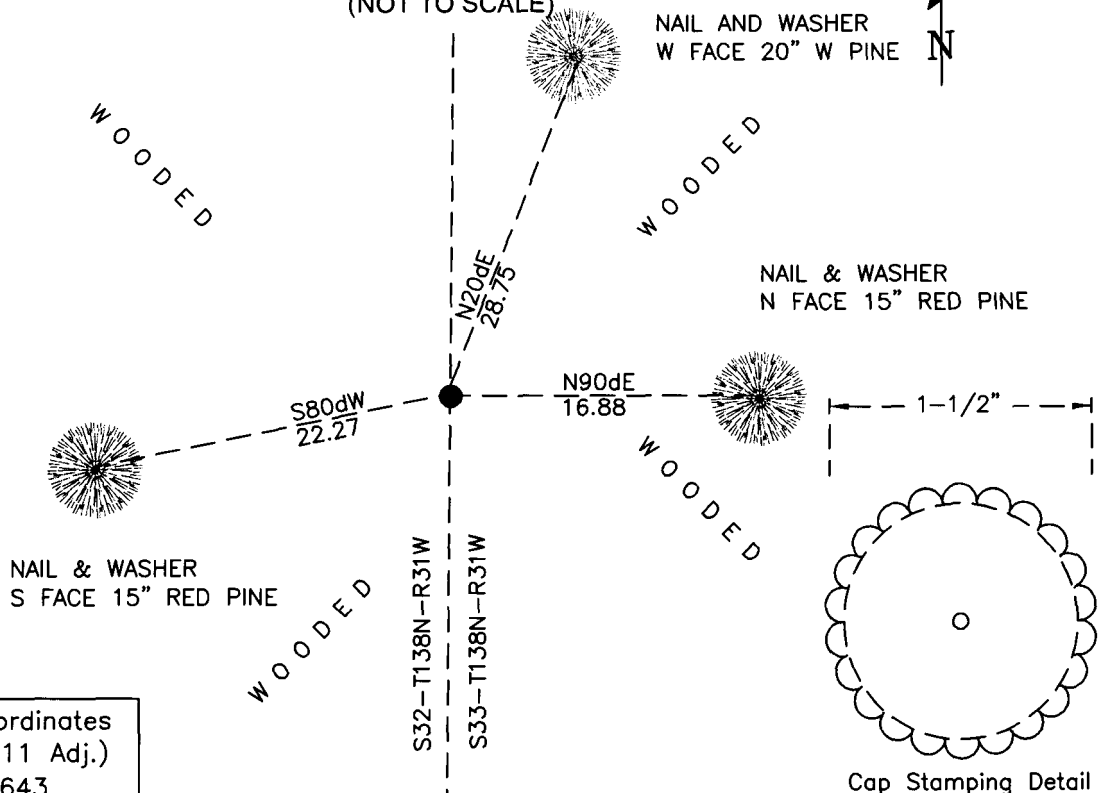 (NOT TO SCALE)
NAIL AND WASHER
W FACE 20" W PINE
N
WOODED
WOODED
N20dE
28.75
NAIL & WASHER
N FACE 15" RED PINE
N90dE
16.88
S80dW
22.27
1-1/2"
WOODED
NAIL & WASHER
S FACE 15" RED PINE
WOODED
S32-T138N-R31W
S33-T138N-R31W
ordinates
11 Adj.)
643
Cap Stamping Detail